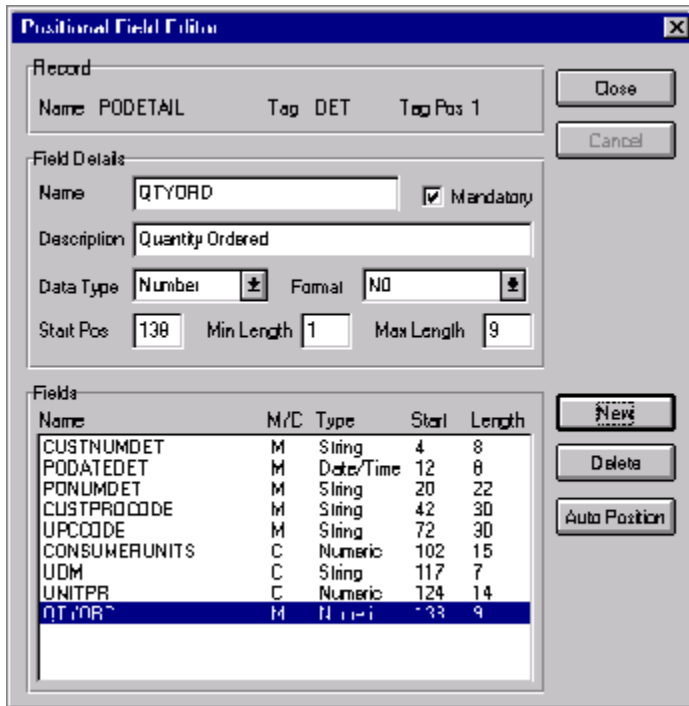 Positional Field Editor
Record
Name PODETAIL Tag DET Tag Pos 1
Close
Cancel
Field Details
Name QTYORD Mandatory
Description Quantity Ordered
Data Type Number Format N0
Start Pos 138 Min Length 1 Max Length 9
Fields
Name M/C Type Start Length
CUSTNUMDET M String 4 8
PODATEDET M Date/Time 12 8
PONUMDET M String 20 22
CUSTPROCODE M String 42 30
UPCCODE M String 72 30
CONSUMERUNITS C Numeric 102 15
UOM C String 117 7
UNITPR C Numeric 124 14
QTYORD M Numeri 138 9
New
Delete
Auto Position